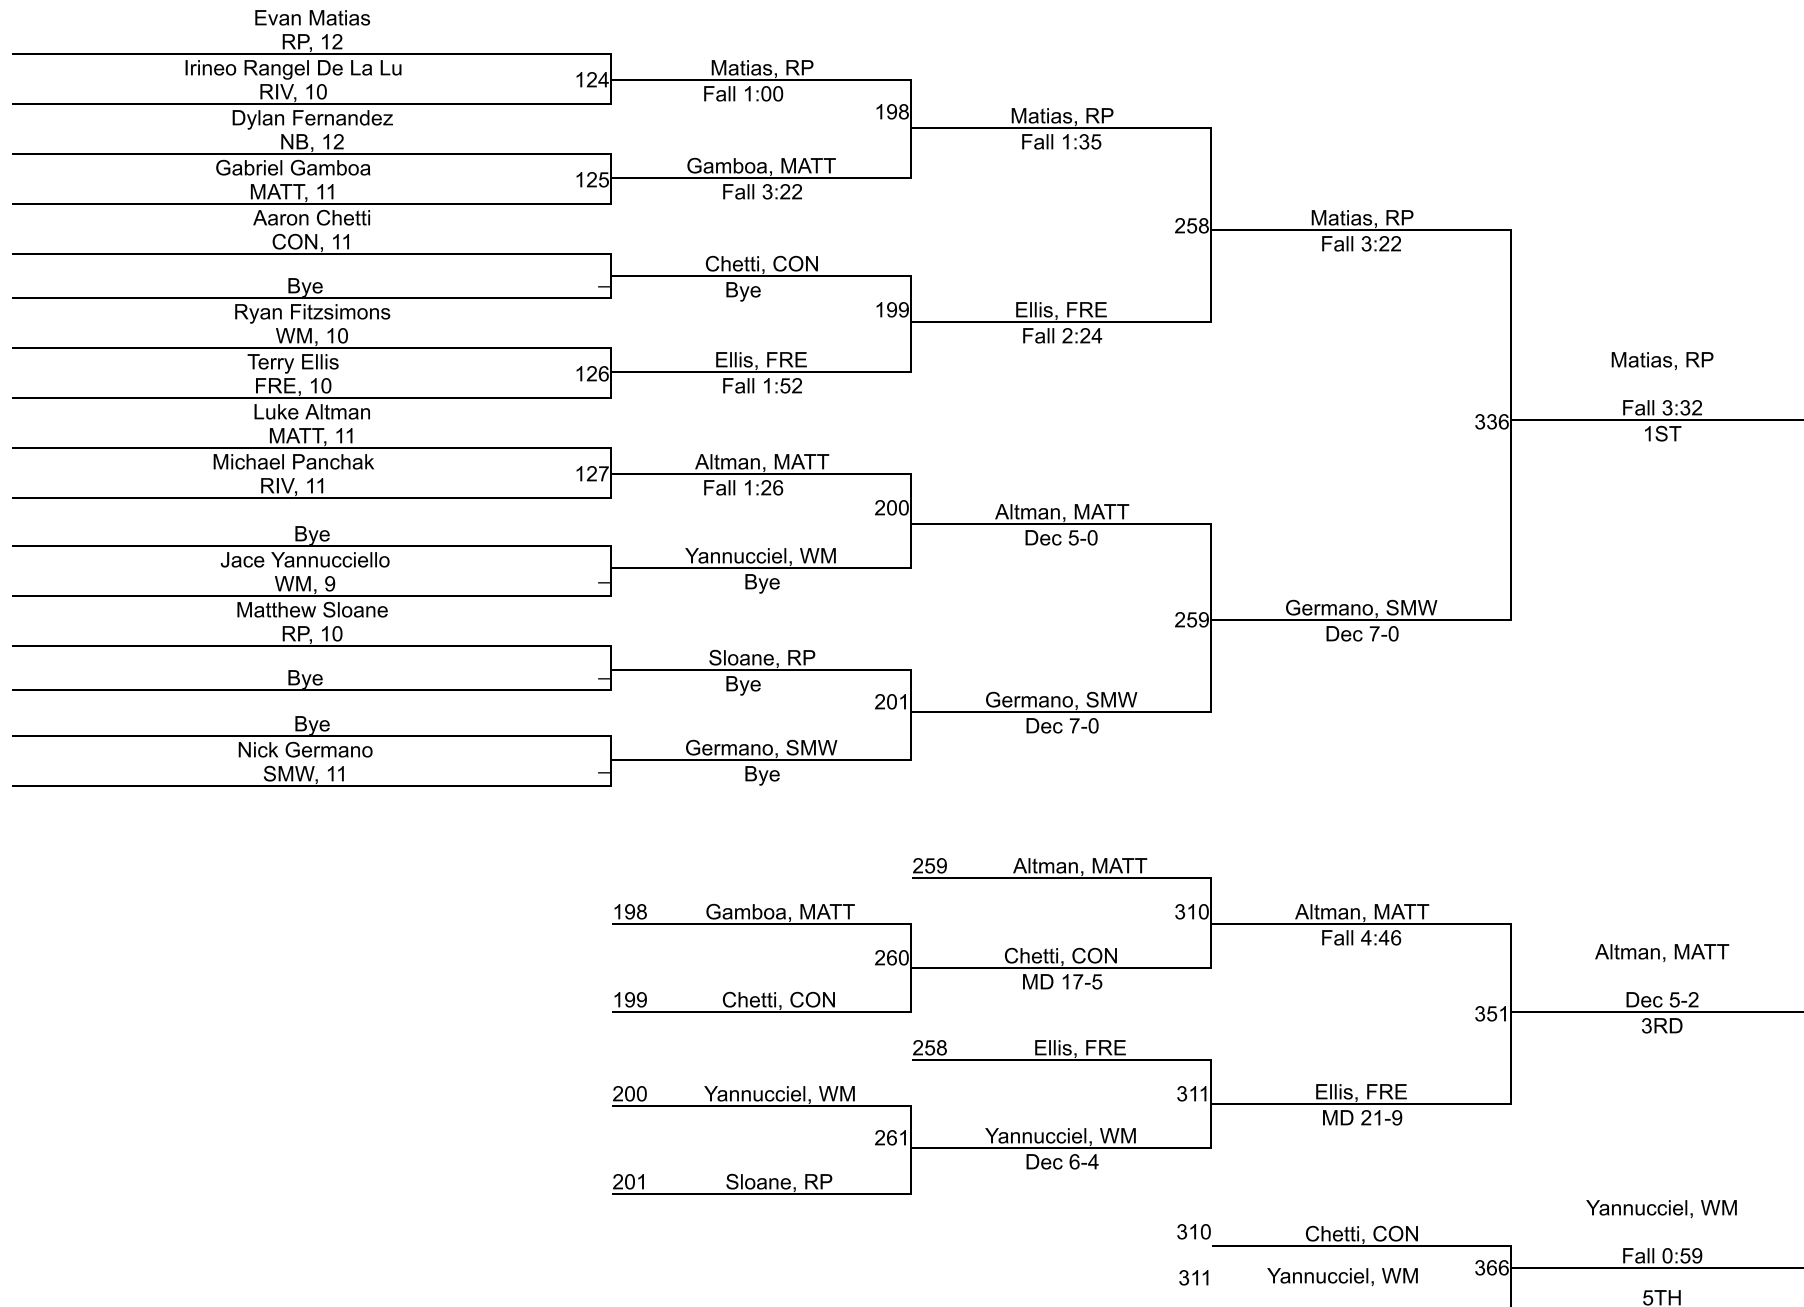 Evan Matias
RP, 12
Irineo Rangel De La Lu
RIV, 10
124
Dylan Fernandez
NB, 12
Gabriel Gamboa
MATT, 11
125
Aaron Chetti
CON, 11
Bye
Ryan Fitzsimons
WM, 10
Terry Ellis
FRE, 10
126
Luke Altman
MATT, 11
Michael Panchak
RIV, 11
127
Bye
Jace Yannucciello
WM, 9
Matthew Sloane
RP, 10
Bye
Bye
Nick Germano
SMW, 11
Matias, RP
Fall 1:00
198
Gamboa, MATT
Fall 3:22
Chetti, CON
Bye
199
Ellis, FRE
Fall 1:52
Altman, MATT
Fall 1:26
200
Yannucciel, WM
Bye
Sloane, RP
Bye
201
Germano, SMW
Bye
Matias, RP
Fall 1:35
258
Ellis, FRE
Fall 2:24
Altman, MATT
Dec 5-0
259
Germano, SMW
Dec 7-0
Matias, RP
Fall 3:22
336
Germano, SMW
Dec 7-0
Matias, RP
Fall 3:32
1ST
259 Altman, MATT
198 Gamboa, MATT
260
199 Chetti, CON
Chetti, CON
MD 17-5
310
258 Ellis, FRE
200 Yannucciel, WM
261
201 Sloane, RP
Yannucciel, WM
Dec 6-4
311
Altman, MATT
Fall 4:46
351
Ellis, FRE
MD 21-9
Altman, MATT
Dec 5-2
3RD
310 Chetti, CON
311 Yannucciel, WM
366
Yannucciel, WM
Fall 0:59
5TH